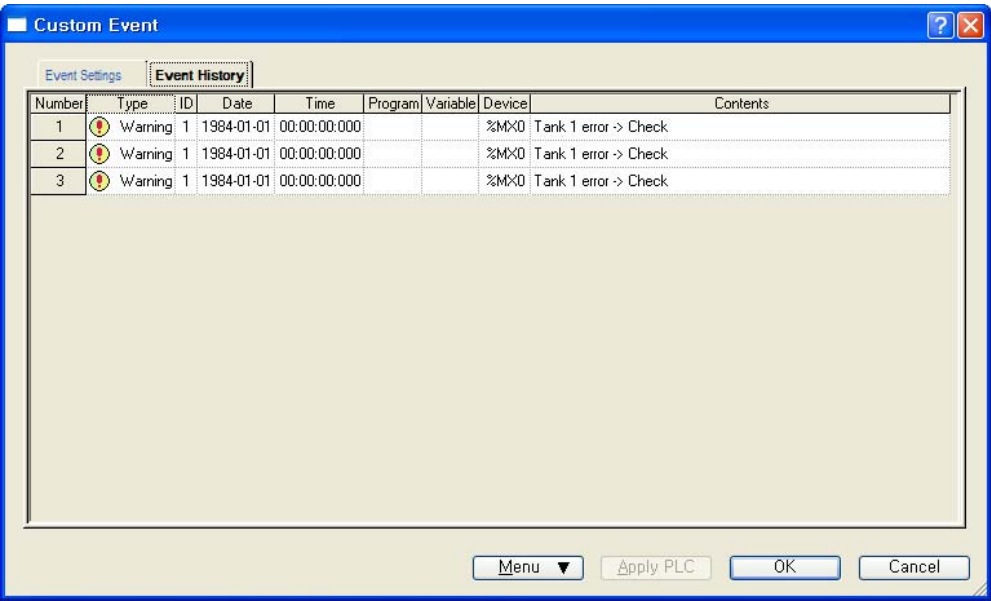 Custom Event
Event Settings Event History
Number Type ID Date Time Program Variable Device Contents
1 Warning 1 1984-01-01 00:00:00:000 %MX0 Tank 1 error -> Check
2 Warning 1 1984-01-01 00:00:00:000 %MX0 Tank 1 error -> Check
3 Warning 1 1984-01-01 00:00:00:000 %MX0 Tank 1 error -> Check
Menu ▼ Apply PLC OK Cancel